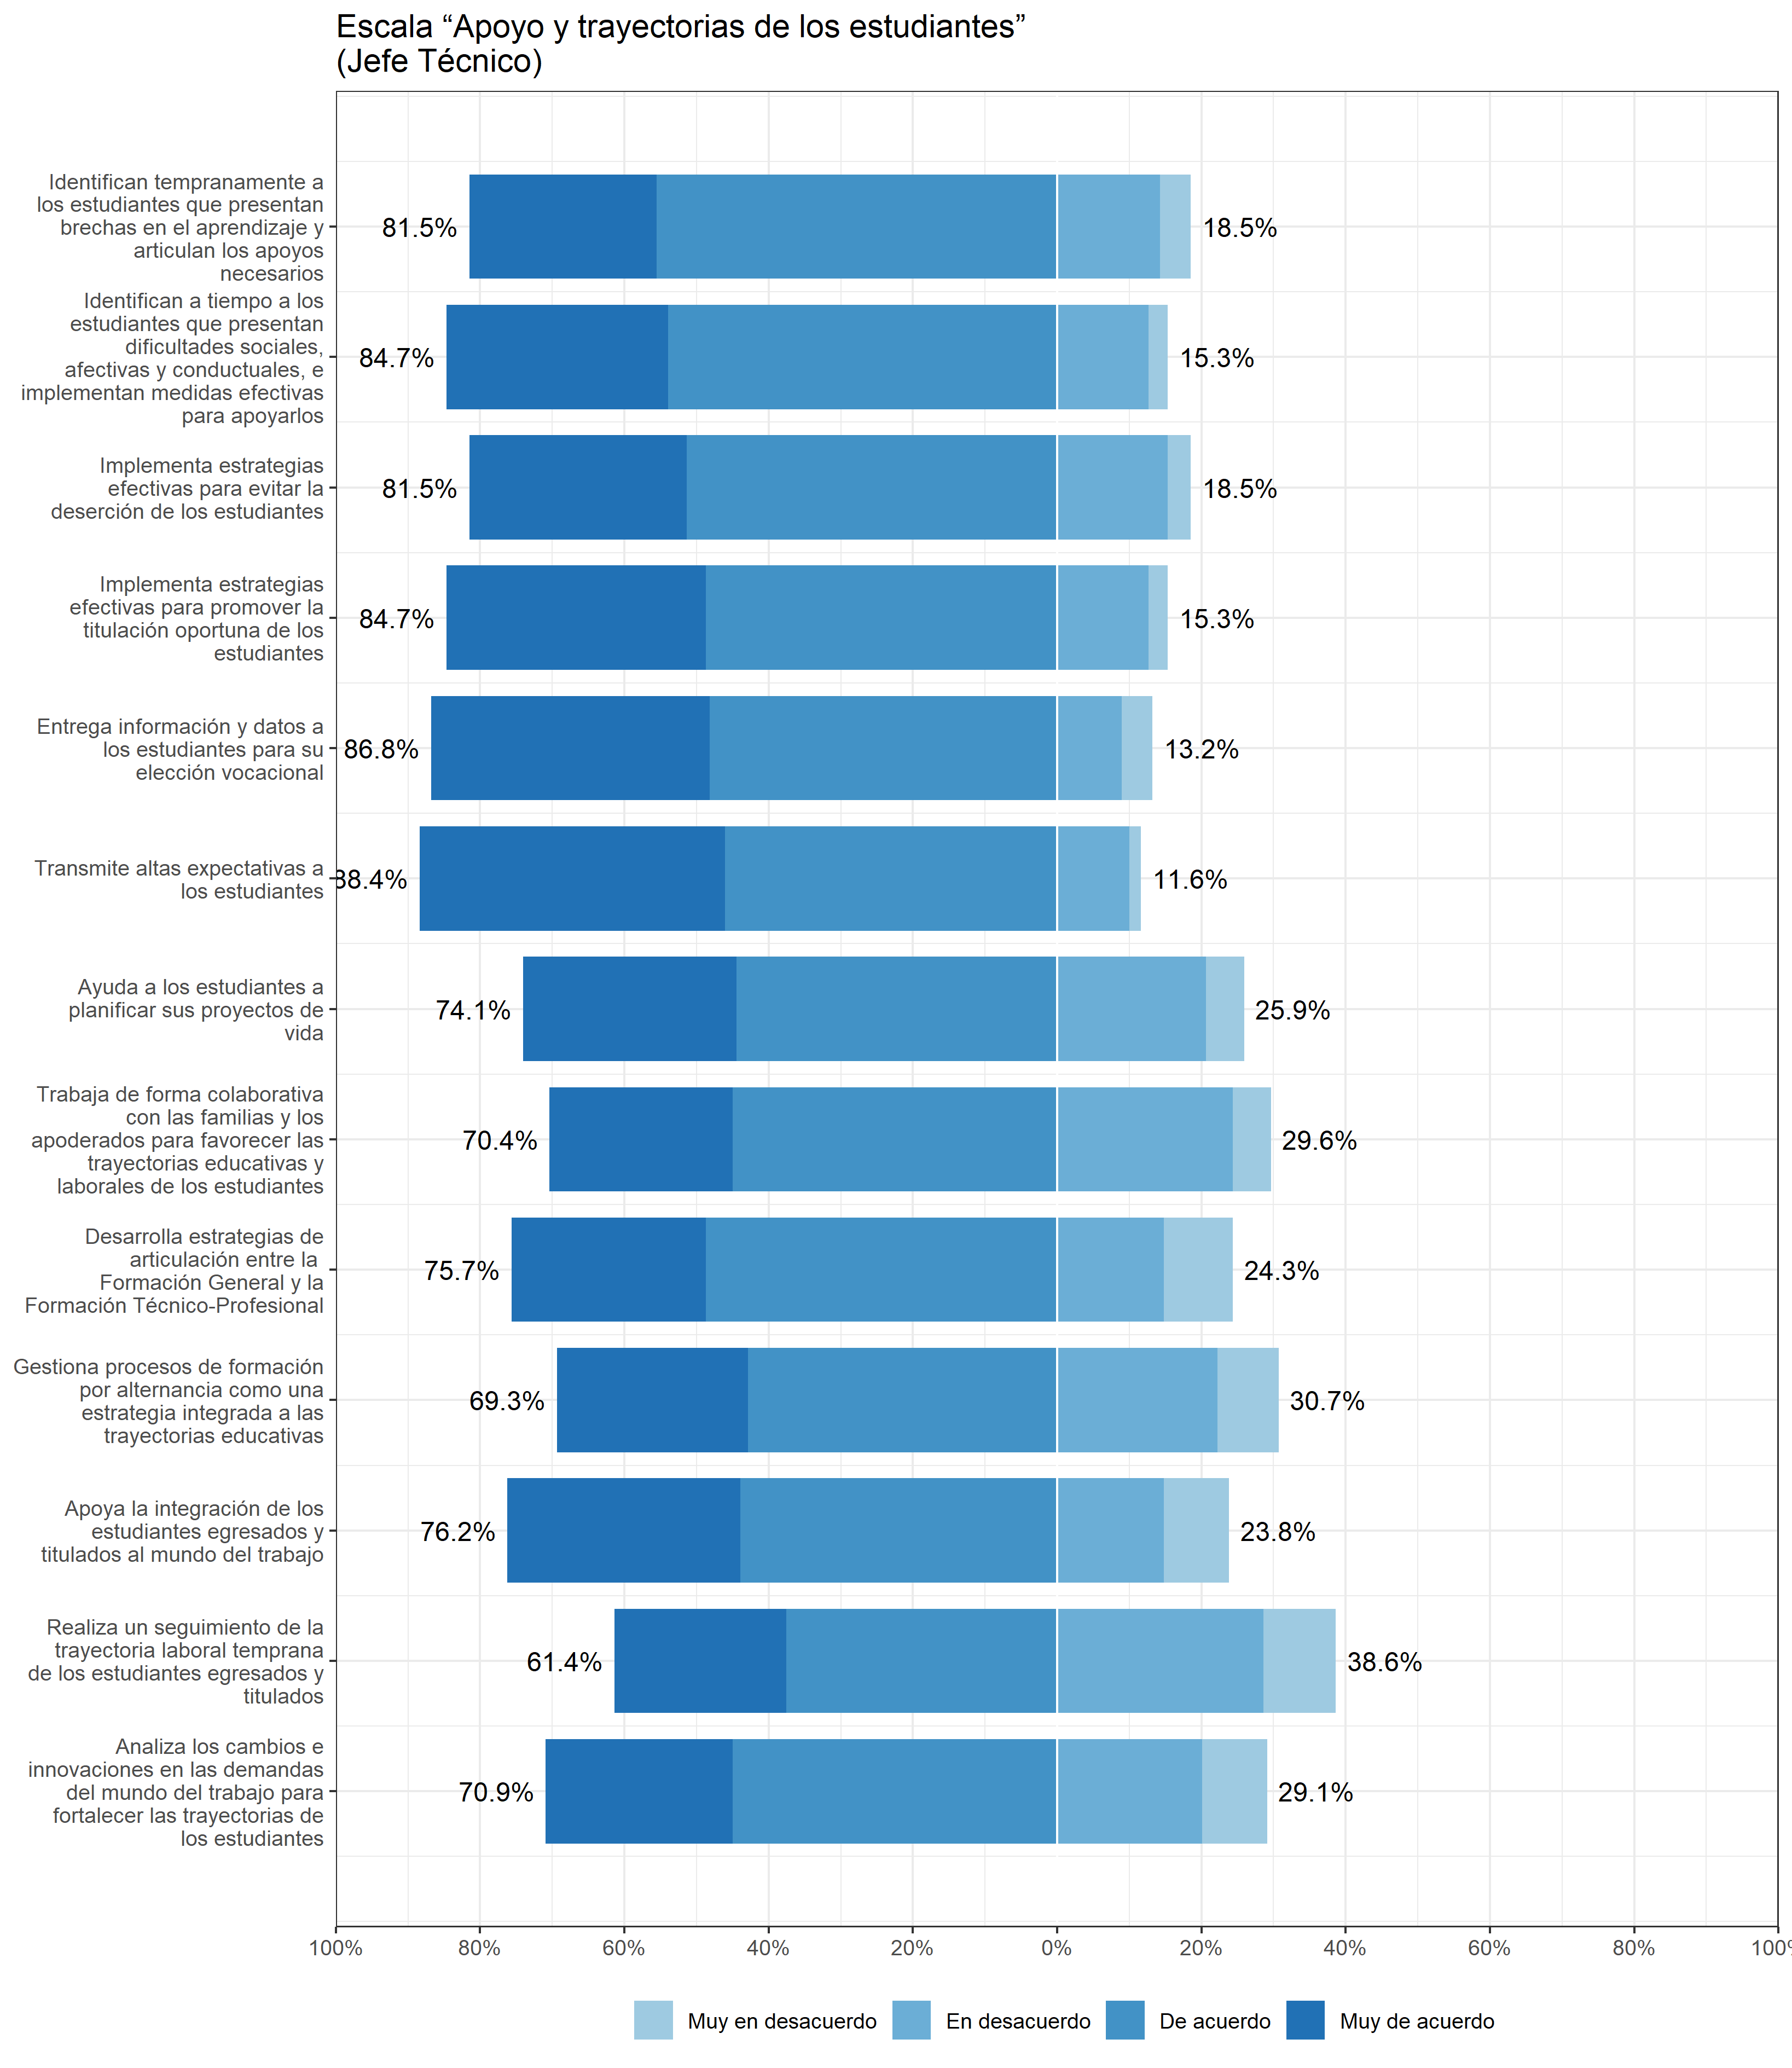 Escala “Apoyo y trayectorias de los estudiantes”
(Jefe Técnico)
Identifican tempranamente a
los estudiantes que presentan
brechas en el aprendizaje y
articulan los apoyos
necesarios
81.5%
18.5%
Identifican a tiempo a los
estudiantes que presentan
dificultades sociales,
afectivas y conductuales, e
implementan medidas efectivas
para apoyarlos
84.7%
15.3%
Implementa estrategias
efectivas para evitar la
deserción de los estudiantes
81.5%
18.5%
Implementa estrategias
efectivas para promover la
titulación oportuna de los
estudiantes
84.7%
15.3%
Entrega información y datos a
los estudiantes para su
elección vocacional
86.8%
13.2%
Transmite altas expectativas a
los estudiantes
88.4%
11.6%
Ayuda a los estudiantes a
planificar sus proyectos de
vida
74.1%
25.9%
Trabaja de forma colaborativa
con las familias y los
apoderados para favorecer las
trayectorias educativas y
laborales de los estudiantes
70.4%
29.6%
Desarrolla estrategias de
articulación entre la
Formación General y la
Formación Técnico-Profesional
75.7%
24.3%
Gestiona procesos de formación
por alternancia como una
estrategia integrada a las
trayectorias educativas
69.3%
30.7%
Apoya la integración de los
estudiantes egresados y
titulados al mundo del trabajo
76.2%
23.8%
Realiza un seguimiento de la
trayectoria laboral temprana
de los estudiantes egresados y
titulados
61.4%
38.6%
Analiza los cambios e
innovaciones en las demandas
del mundo del trabajo para
fortalecer las trayectorias de
los estudiantes
70.9%
29.1%
100% 80% 60% 40% 20% 0% 20% 40% 60% 80% 100%
Muy en desacuerdo En desacuerdo De acuerdo Muy de acuerdo